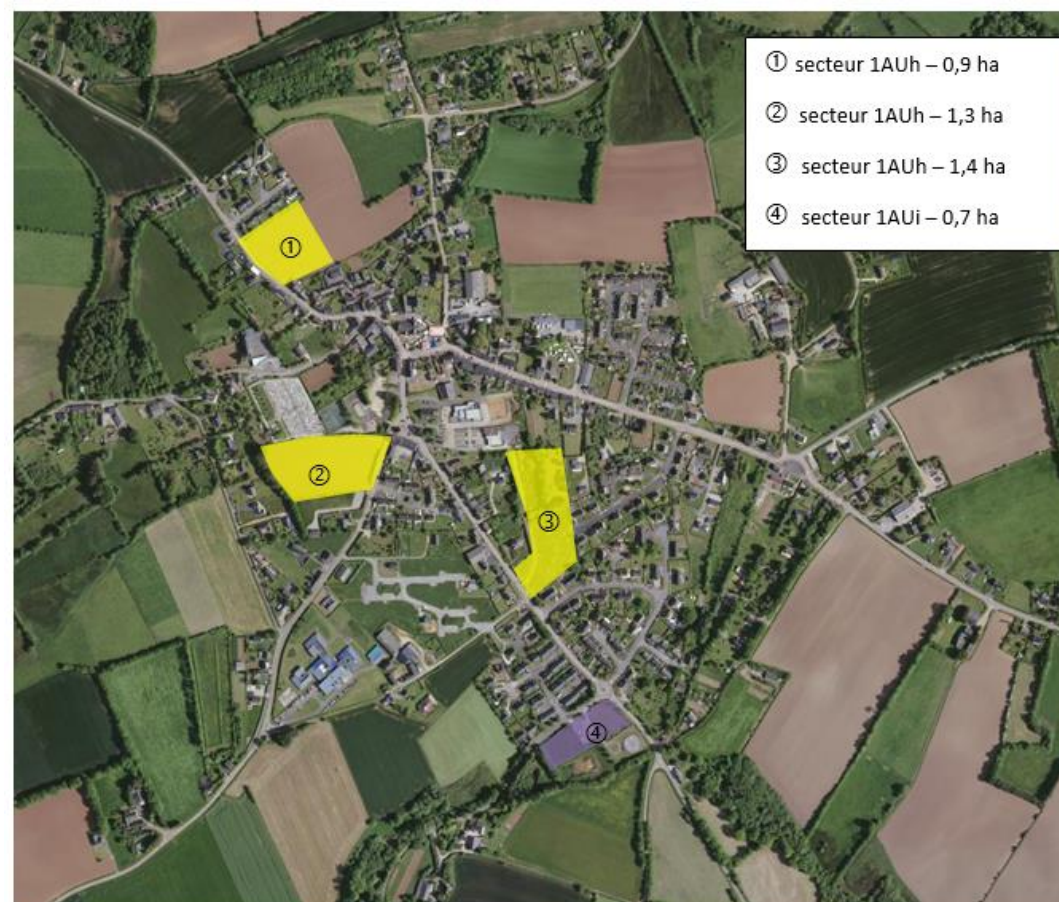 ① secteur 1AUh – 0,9 ha
② secteur 1AUh – 1,3 ha
③ secteur 1AUh – 1,4 ha
④ secteur 1AUi – 0,7 ha
①
②
③
④